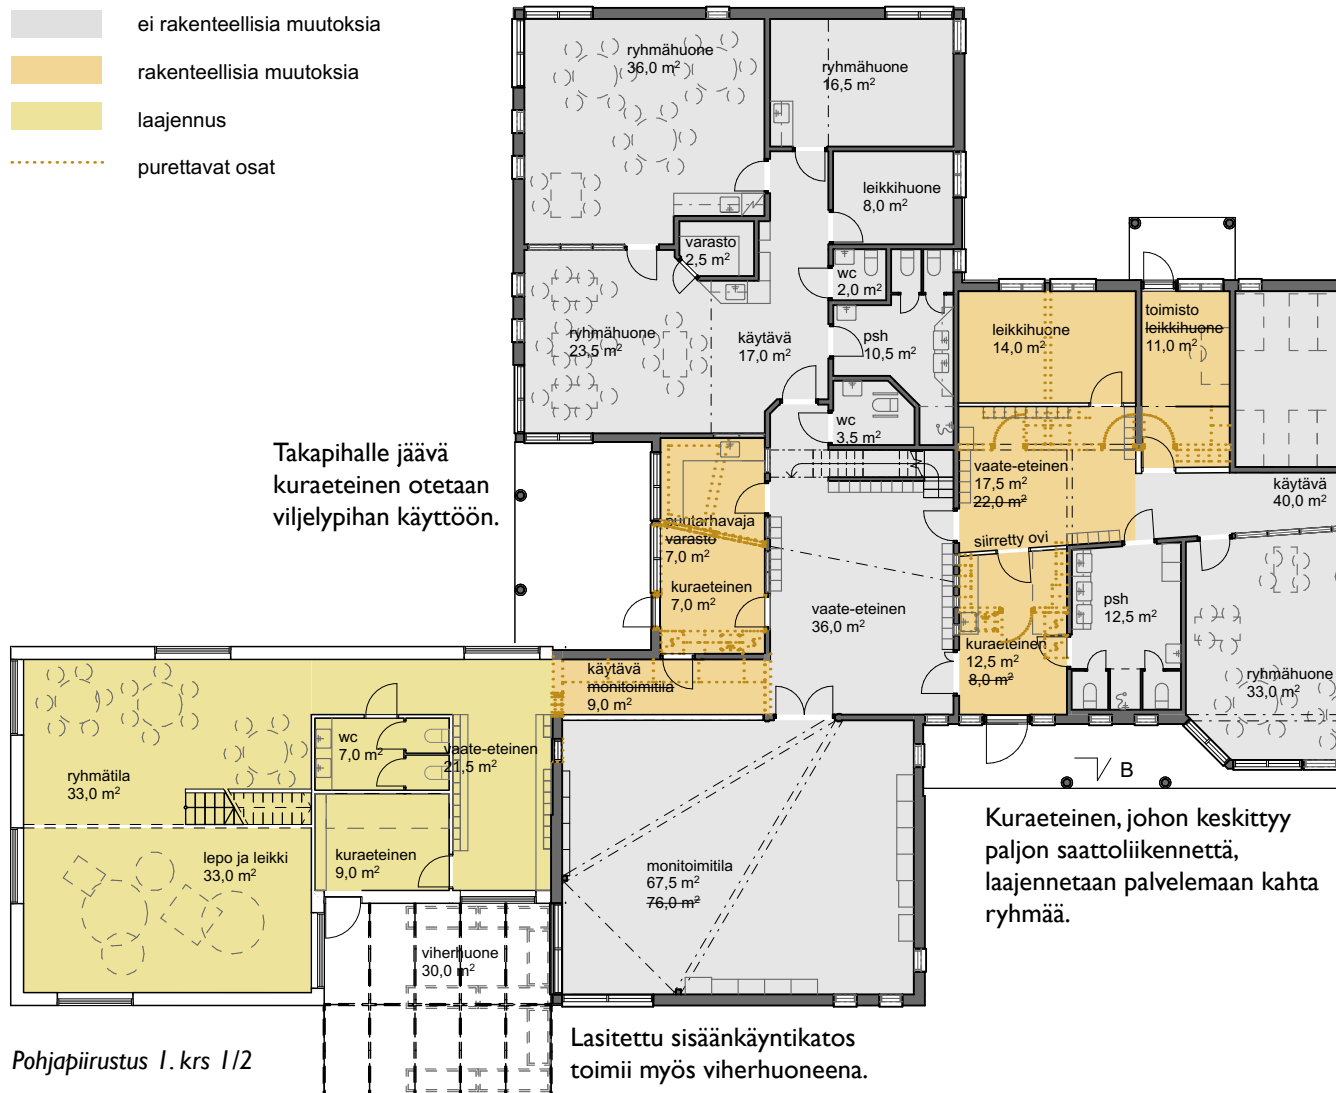 ei rakenteellisia muutoksia
rakenteellisia muutoksia
laajennus
purettavat osat
ryhmähuone
36,0 m²
ryhmähuone
16,5 m²
leikkihuone
8,0 m²
varasto
2,5 m²
wc
2,0 m²
ryhmähuone
23,5 m²
käytävä
17,0 m²
psh
10,5 m²
wc
3,5 m²
leikkihuone
14,0 m²
toimisto
leikkihuone
11,0 m²
Takapihalle jäävä
kuraeteinen otetaan
viljelypihan käyttöön.
vaate-eteinen
17,5 m²
22,0 m²
käytävä
40,0 m²
puutarhavaja
varasto
7,0 m²
siirretty ovi
kuraeteinen
7,0 m²
vaate-eteinen
36,0 m²
psh
12,5 m²
kuraeteinen
12,5 m²
8,0 m²
ryhmähuone
33,0 m²
käytävä
monitoimitila
9,0 m²
wc
7,0 m²
vaate-eteinen
21,5 m²
ryhmätila
33,0 m²
B
lepo ja leikki
33,0 m²
kuraeteinen
9,0 m²
monitoimitila
67,5 m²
76,0 m²
Kuraeteinen, johon keskittyy
paljon saattoliikennettä,
laajennetaan palvelemaan kahta
ryhmää.
viherhuone
30,0 m²
Pohjapiirustus 1. krs 1/2
Lasitettu sisäänkäyntikatos
toimii myös viherhuoneena.